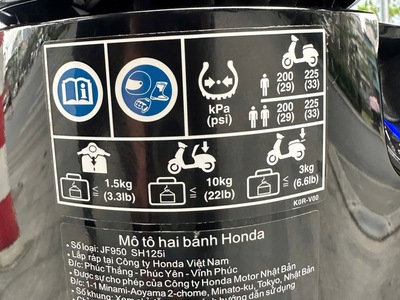 200 225
(29) (33)
kPa 200 225
(psi) (29) (33)
1.5kg
(3.3lb)
10kg
(22lb)
3kg
(6.6lb)
K0R-V00
Mô tô hai bánh Honda
Số loại: JF950 SH125i
Lắp ráp tại Công ty Honda Việt Nam
Đ/c: Phúc Thắng - Phúc Yên - Vĩnh Phúc
Được sự cho phép của Công ty Honda Motor Nhật Bản
Đ/c: 1-1 Minami-Aoyama 2-chome, Minato-ku, Tokyo, Nhật Bản
Số khung: Xem